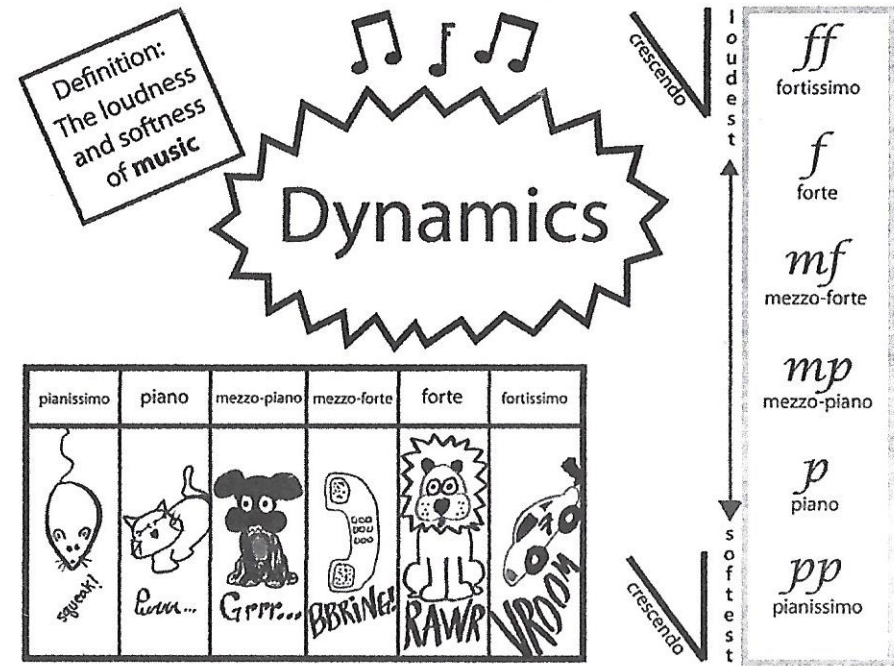 Definition:
The loudness
and softness
of music
Dynamics
crescendo
loudest
softest
crescendo
ff
fortissimo
f
forte
mf
mezzo-forte
mp
mezzo-piano
p
piano
pp
pianissimo
pianissimo piano mezzo-piano mezzo-forte forte fortissimo
squeak! Purrr... Grrr... BBRiNG! RAWR VROOM